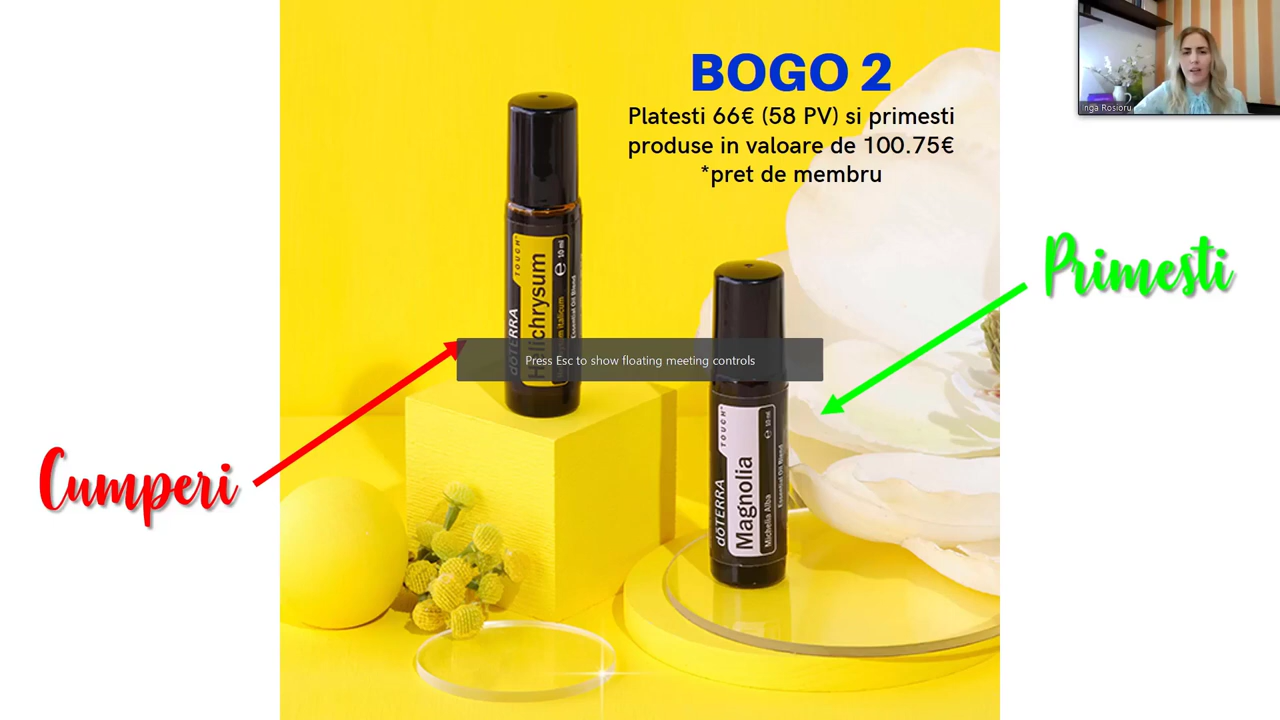 BOGO 2
Platesti 66€ (58 PV) si primesti
produse in valoare de 100.75€
*pret de membru
Inga Rosioru
Primesti
Cumperi
Press Esc to show floating meeting controls
dōTERRA TOUCH
Helichrysum
Essential Oil Blend
10 ml
dōTERRA TOUCH
Magnolia
Michelia Alba
Essential Oil Blend
10 ml